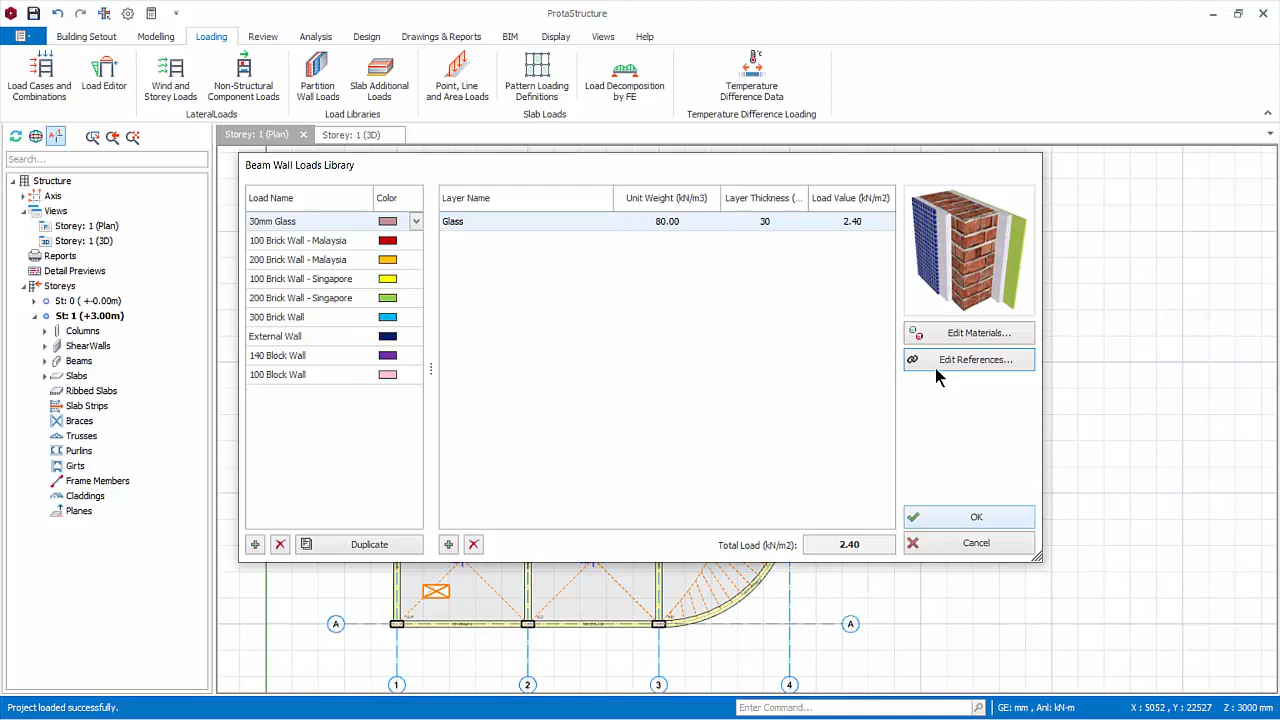 ProtaStructure
Building Setout
Modelling
Loading
Review
Analysis
Design
Drawings & Reports
BIM
Display
Views
Help
Load Cases and
Combinations
Load Editor
Wind and
Storey Loads
Non-Structural
Component Loads
Partition
Wall Loads
Slab Additional
Loads
Point, Line
and Area Loads
Pattern Loading
Definitions
Load Decomposition
by FE
Temperature
Difference Data
LateralLoads
Load Libraries
Slab Loads
Temperature Difference Loading
Storey: 1 (Plan)
Storey: 1 (3D)
Search...
Structure
Axis
Views
Storey: 1 (Plan)
Storey: 1 (3D)
Reports
Detail Previews
Storeys
St: 0 ( +-0.00m)
St: 1 (+3.00m)
Columns
ShearWalls
Beams
Slabs
Ribbed Slabs
Slab Strips
Braces
Trusses
Purlins
Girts
Frame Members
Claddings
Planes
Beam Wall Loads Library
Load Name Color
30mm Glass
100 Brick Wall - Malaysia
200 Brick Wall - Malaysia
100 Brick Wall - Singapore
200 Brick Wall - Singapore
300 Brick Wall
External Wall
140 Block Wall
100 Block Wall
Duplicate
Layer Name Unit Weight (kN/m3) Layer Thickness (... Load Value (kN/m2)
Glass 80.00 30 2.40
Total Load (kN/m2): 2.40
Edit Materials...
Edit References...
OK
Cancel
A A
1 2 3 4
Project loaded successfully.
Enter Command...
GE: mm , Anl: kN-m
X : 5052 , Y : 22527
Z : 3000 mm